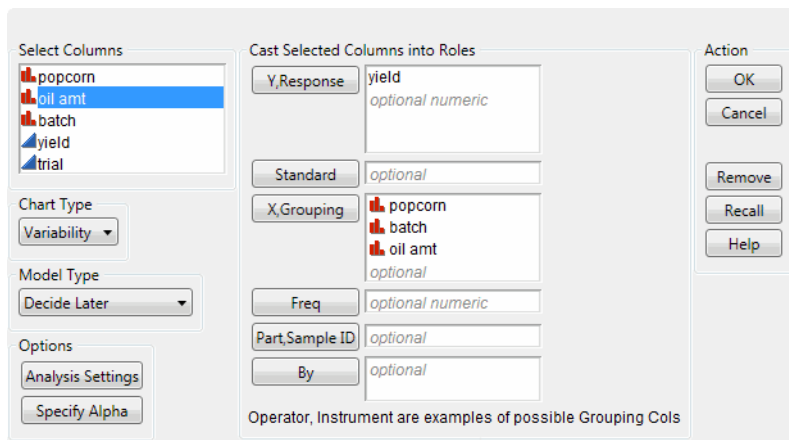 Select Columns
popcorn
oil amt
batch
yield
trial
Chart Type
Variability
Model Type
Decide Later
Options
Analysis Settings
Specify Alpha
Cast Selected Columns into Roles
Y,Response
yield
optional numeric
Standard
optional
X,Grouping
popcorn
batch
oil amt
optional
Freq
optional numeric
Part,Sample ID
optional
By
optional
Operator, Instrument are examples of possible Grouping Cols
Action
OK
Cancel
Remove
Recall
Help